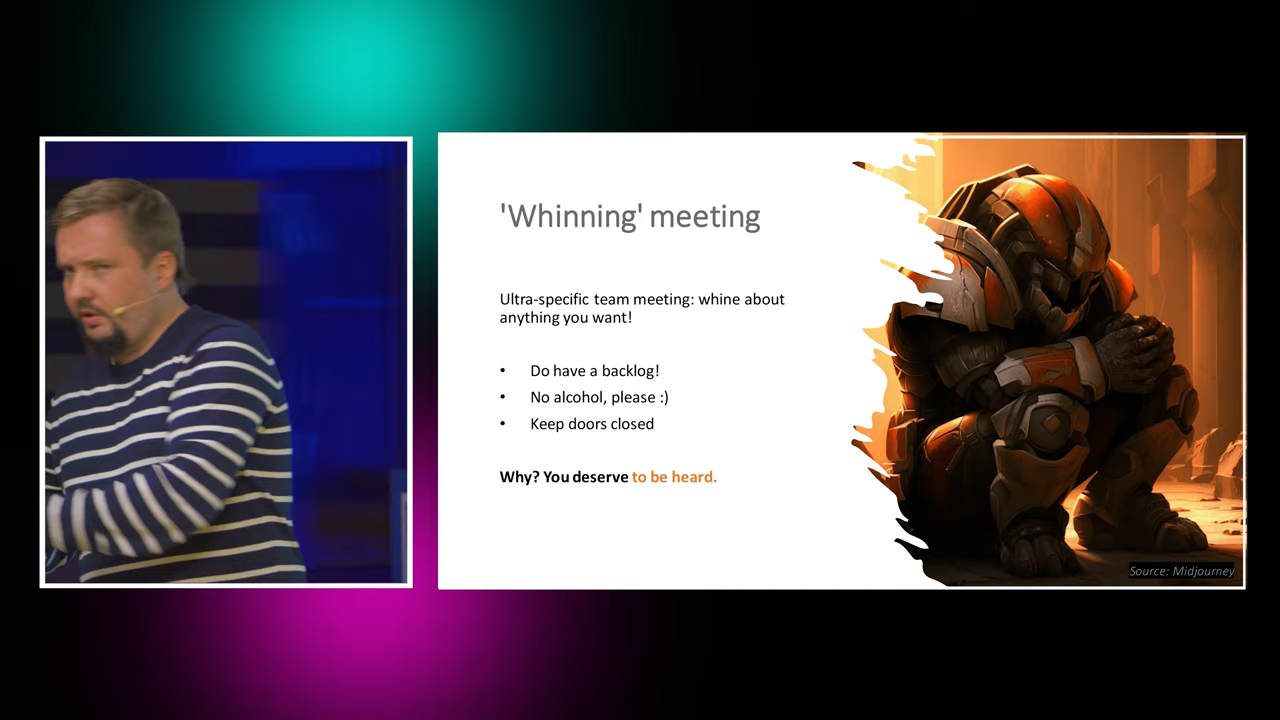 'Whinning' meeting
Ultra-specific team meeting: whine about
anything you want!
• Do have a backlog!
• No alcohol, please :)
• Keep doors closed
Why? You deserve to be heard.
Source: Midjourney